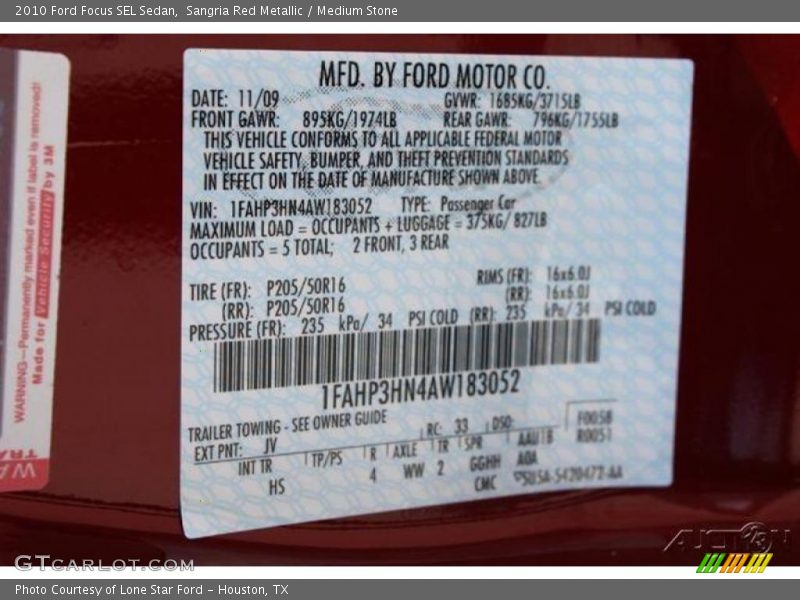 2010 Ford Focus SEL Sedan,  Sangria Red Metallic / Medium Stone
MFD. BY FORD MOTOR CO.
DATE: 11/09 GVWR: 1685KG/3715LB
FRONT GAWR: 895KG/1974LB REAR GAWR: 796KG/1755LB
THIS VEHICLE CONFORMS TO ALL APPLICABLE FEDERAL MOTOR
VEHICLE SAFETY, BUMPER, AND THEFT PREVENTION STANDARDS
IN EFFECT ON THE DATE OF MANUFACTURE SHOWN ABOVE
VIN: 1FAHP3HN4AW183052 TYPE: Passenger Car
MAXIMUM LOAD = OCCUPANTS + LUGGAGE = 375KG/ 827LB
OCCUPANTS = 5 TOTAL; 2 FRONT, 3 REAR
TIRE (FR): P205/50R16 RIMS (FR): 16x6.0J
(RR): P205/50R16 (RR): 16x6.0J
PRESSURE (FR): 235 kPa/ 34 PSI COLD (RR): 235 kPa/ 34 PSI COLD
1FAHP3HN4AW183052
TRAILER TOWING - SEE OWNER GUIDE
EXT PNT: JV RC: 33 DSO: F0058
INT TR TP/PS R AXLE TR SPR AAU1B R0051
HS 4 WW 2 GGHH AOA
CMC
WARNING—Permanently marked even if label is removed!
Made for Vehicle Security by 3M
GTCARLOT.COM
Photo Courtesy of Lone Star Ford - Houston, TX